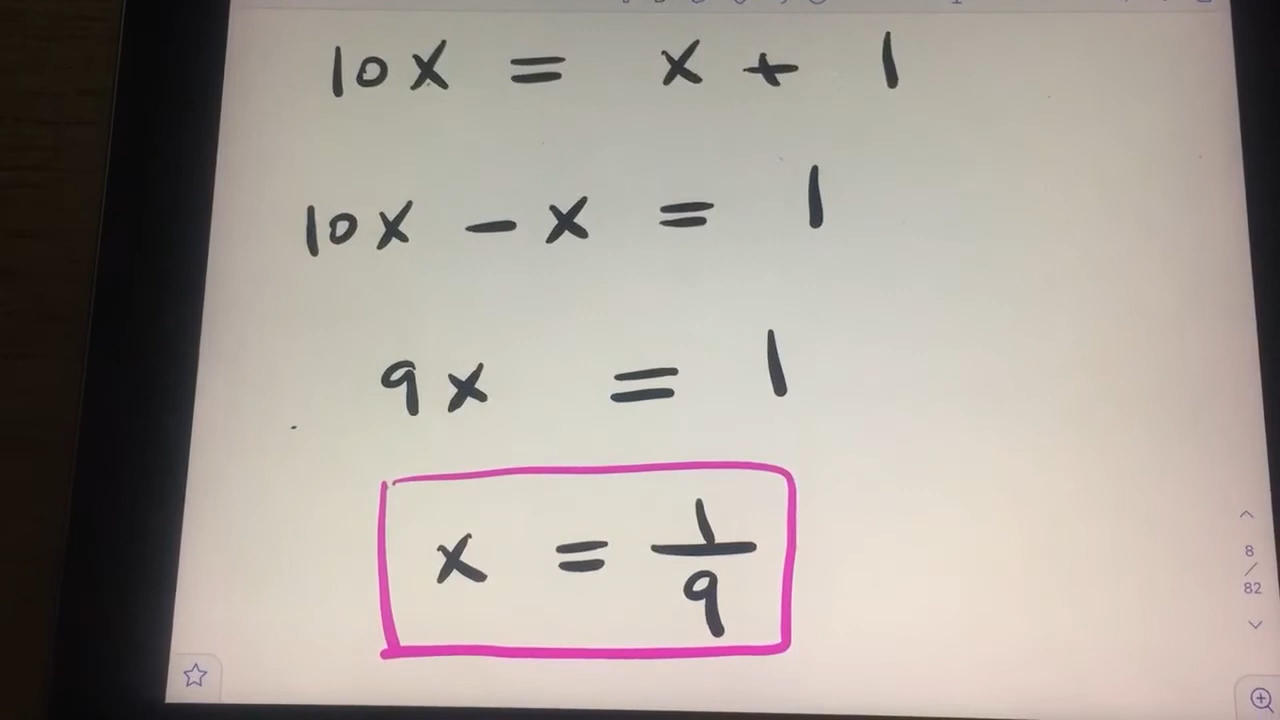 10x = x + 1
10x - x = 1
9x = 1
x = 1/9
8
/
82